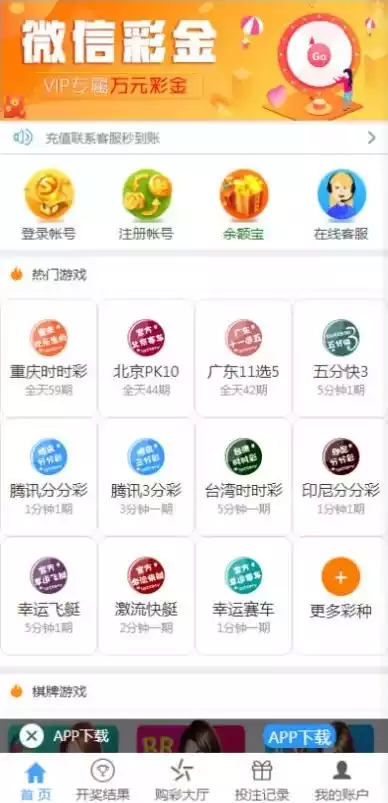 微信彩金
VIP专属万元彩金
Go
充值联系客服秒到账
登录帐号 注册帐号 余额宝 在线客服
热门游戏
重庆时时彩 北京PK10 广东11选5 五分快3
全天59期 全天44期 全天42期 5分钟1期
腾讯分分彩 腾讯3分彩 台湾时时彩 印尼分分彩
1分钟1期 3分钟一期 5分钟一期 1分钟1期
幸运飞艇 激流快艇 幸运赛车 更多彩种
5分钟1期 2分钟一期 1分钟一期
棋牌游戏
APP下载 APP下载
首页 开奖结果 购彩大厅 投注记录 我的账户